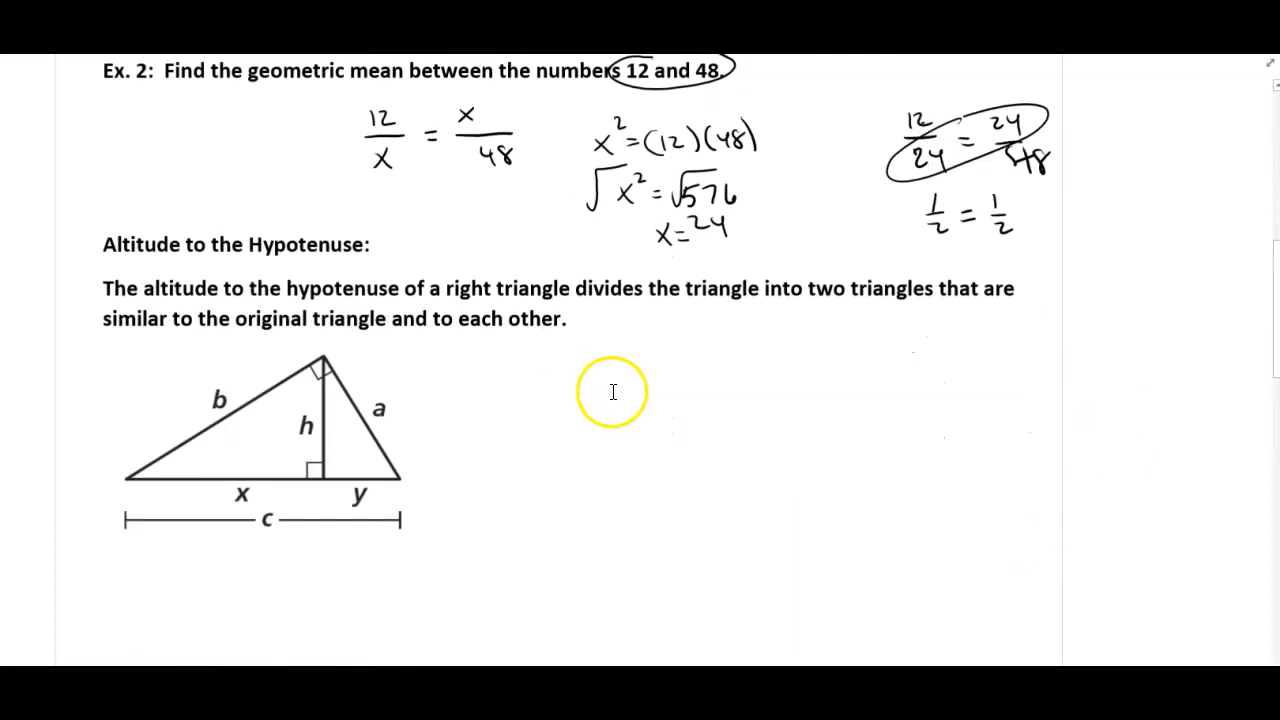 Ex. 2: Find the geometric mean between the numbers 12 and 48.
12/x = x/48
x² = (12)(48)
√x² = √576
x = 24
12/24 = 24/48
1/2 = 1/2
Altitude to the Hypotenuse:
The altitude to the hypotenuse of a right triangle divides the triangle into two triangles that are
similar to the original triangle and to each other.
b
h
a
x
y
c